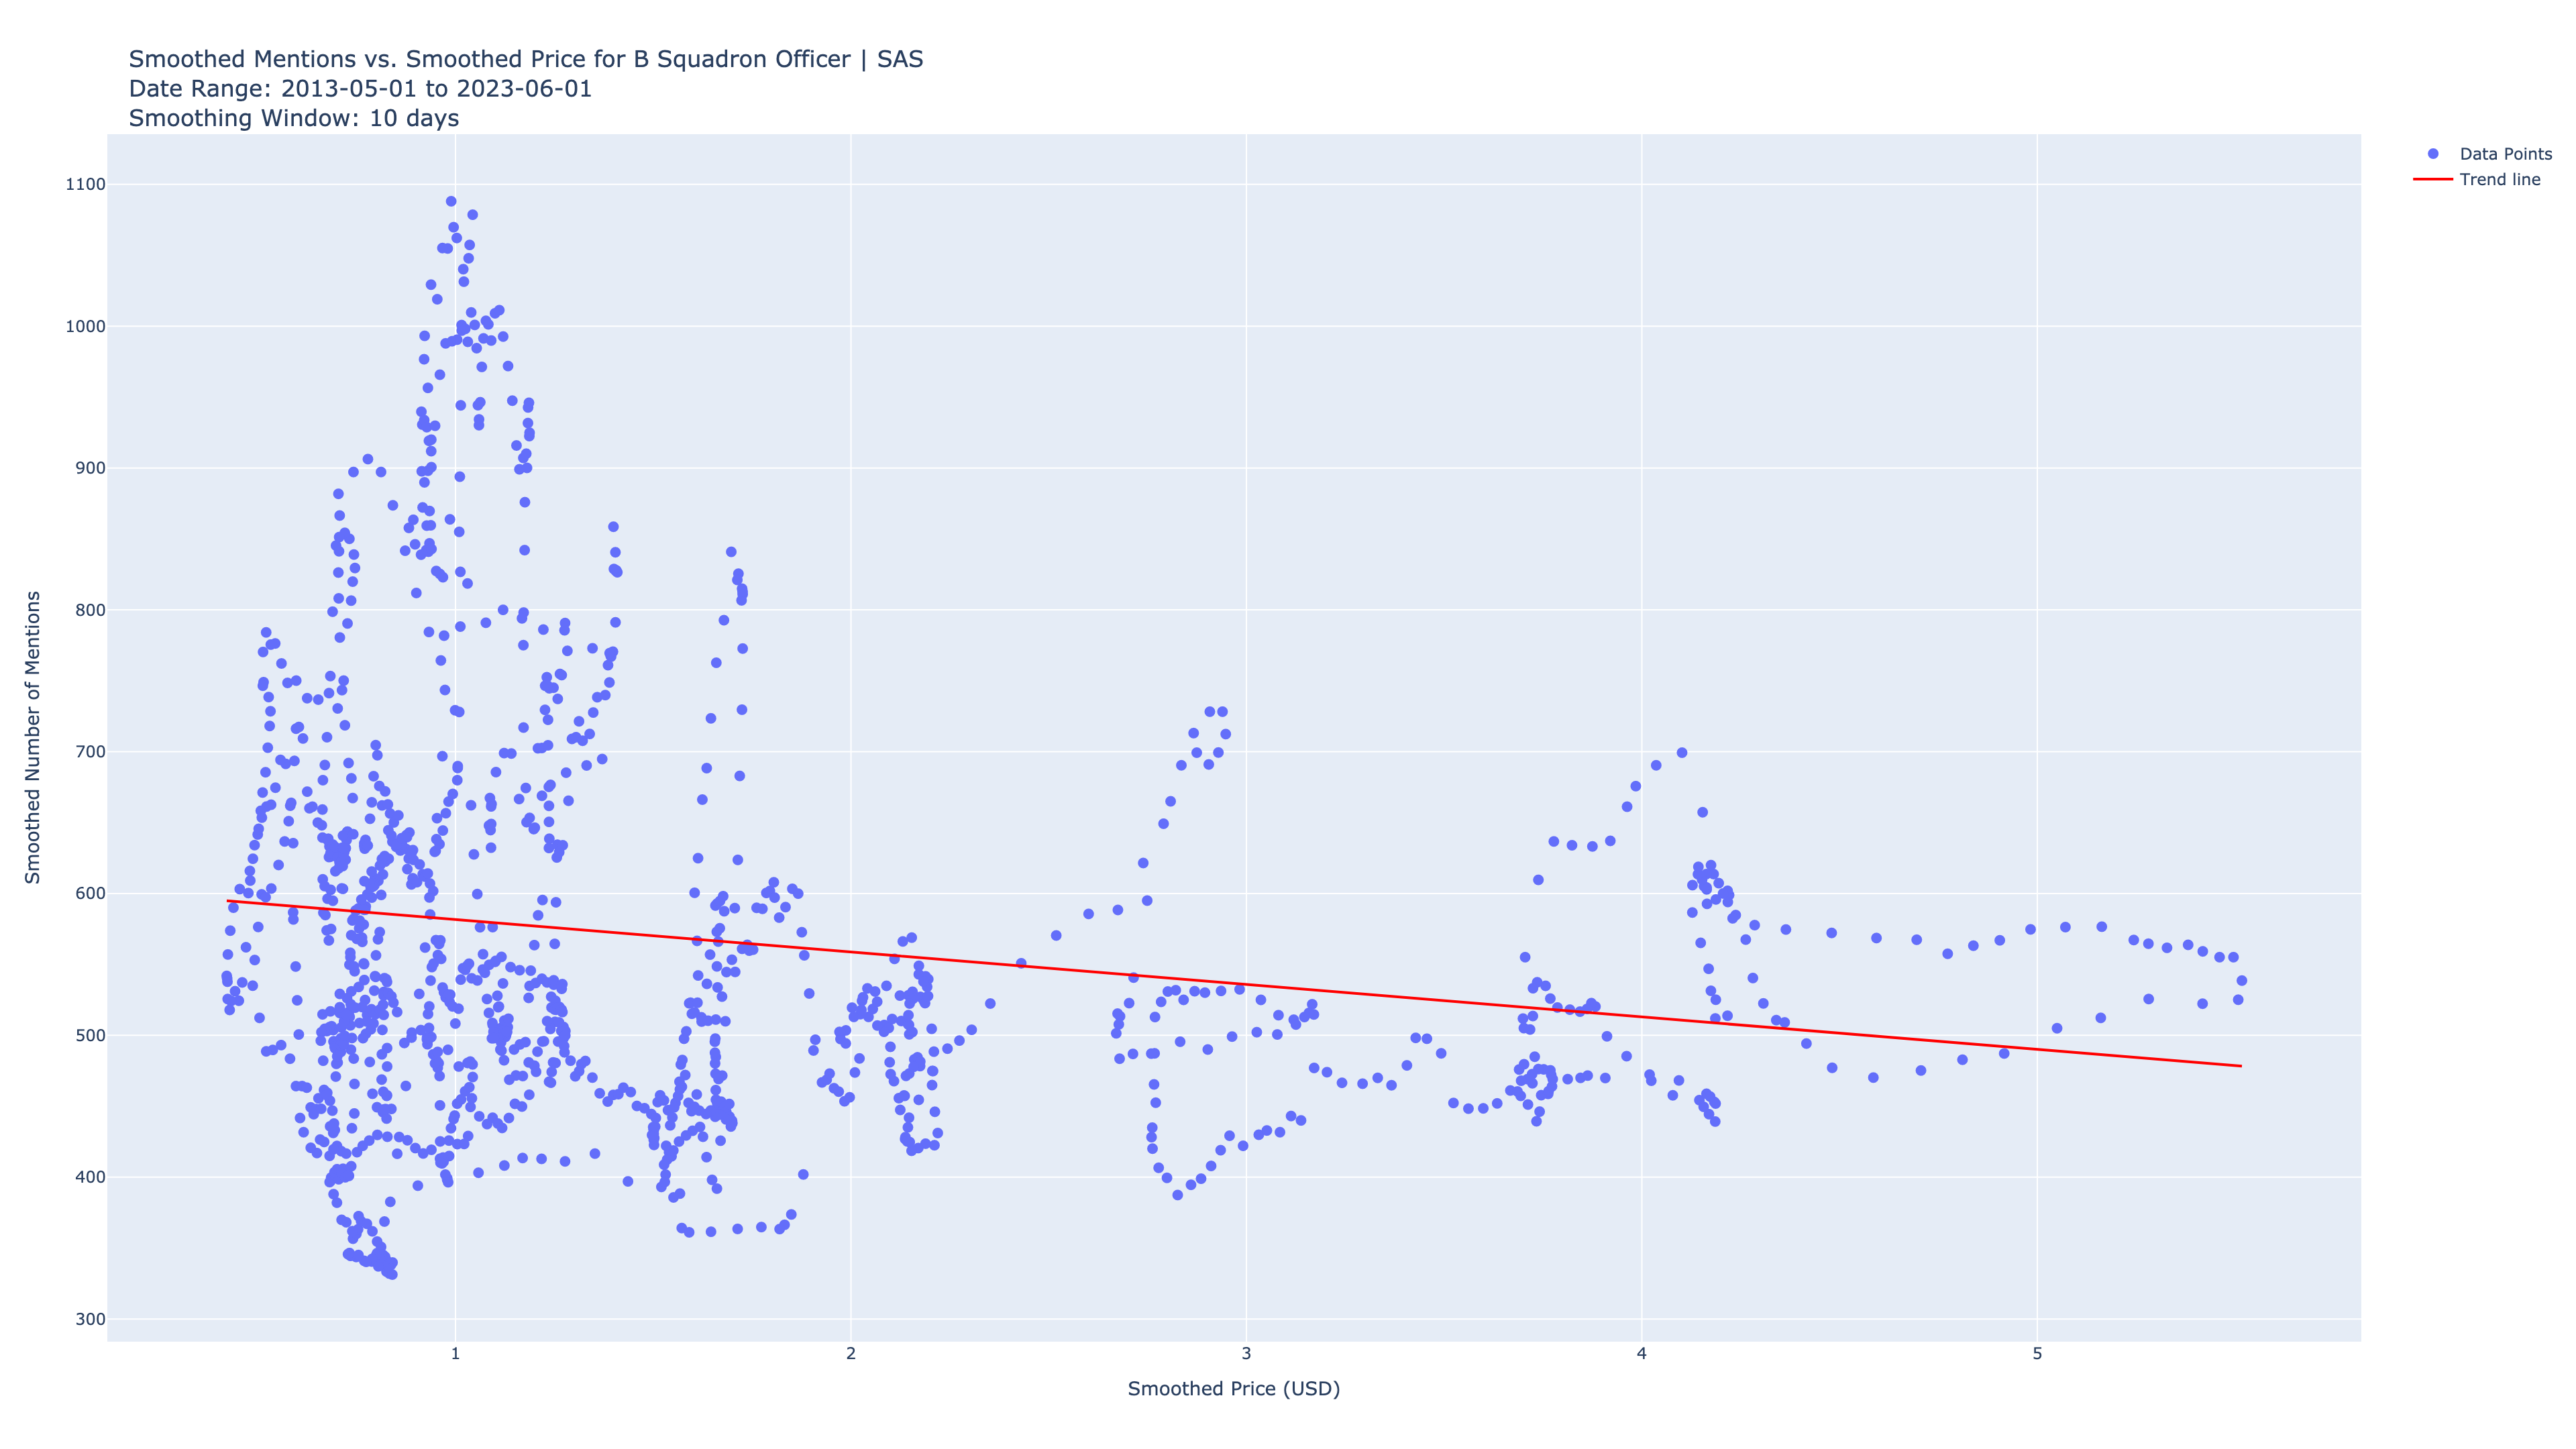 Smoothed Mentions vs. Smoothed Price for B Squadron Officer | SAS
Date Range: 2013-05-01 to 2023-06-01
Smoothing Window: 10 days
Data Points
Trend line
1100
1000
900
800
700
600
500
400
300
Smoothed Number of Mentions
1
2
3
4
5
Smoothed Price (USD)